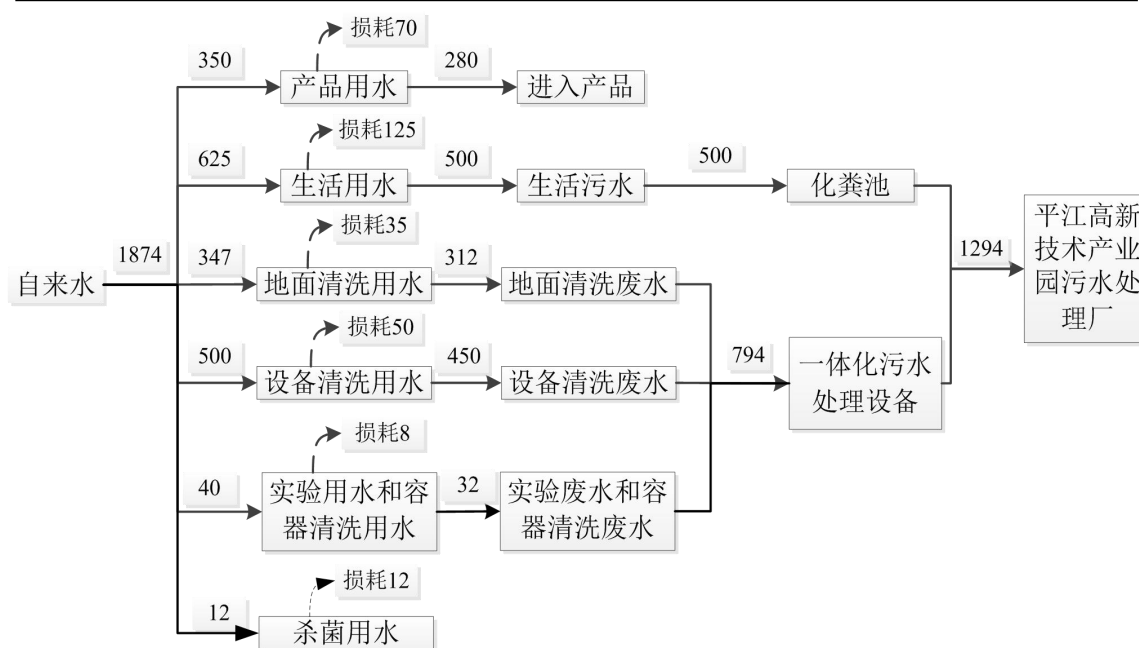 损耗70
350
产品用水
280
进入产品
损耗125
625
生活用水
500
生活污水
500
化粪池
损耗35
347
地面清洗用水
312
地面清洗废水
自来水
1874
1294
平江高新
技术产业
园污水处
理厂
损耗50
500
设备清洗用水
450
设备清洗废水
794
一体化污水
处理设备
损耗8
40
实验用水和容
器清洗用水
32
实验废水和容
器清洗废水
损耗12
12
杀菌用水